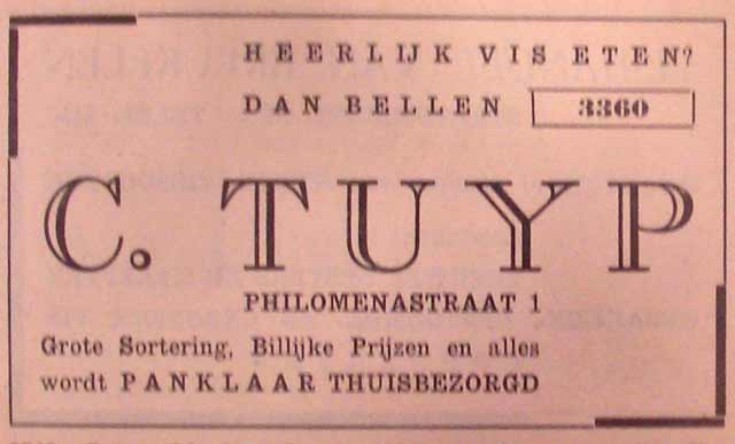 HEERLIJK VIS ETEN?
DAN BELLEN 3360
C. TUYP
PHILOMENASTRAAT 1
Grote Sortering, Billijke Prijzen en alles
wordt PANKLAAR THUISBEZORGD